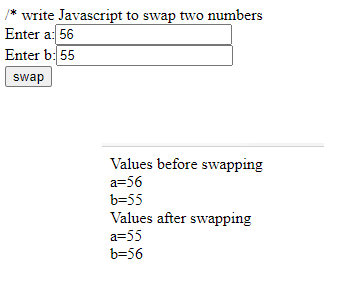 /* write Javascript to swap two numbers
Enter a: 56
Enter b: 55
swap
Values before swapping
a=56
b=55
Values after swapping
a=55
b=56